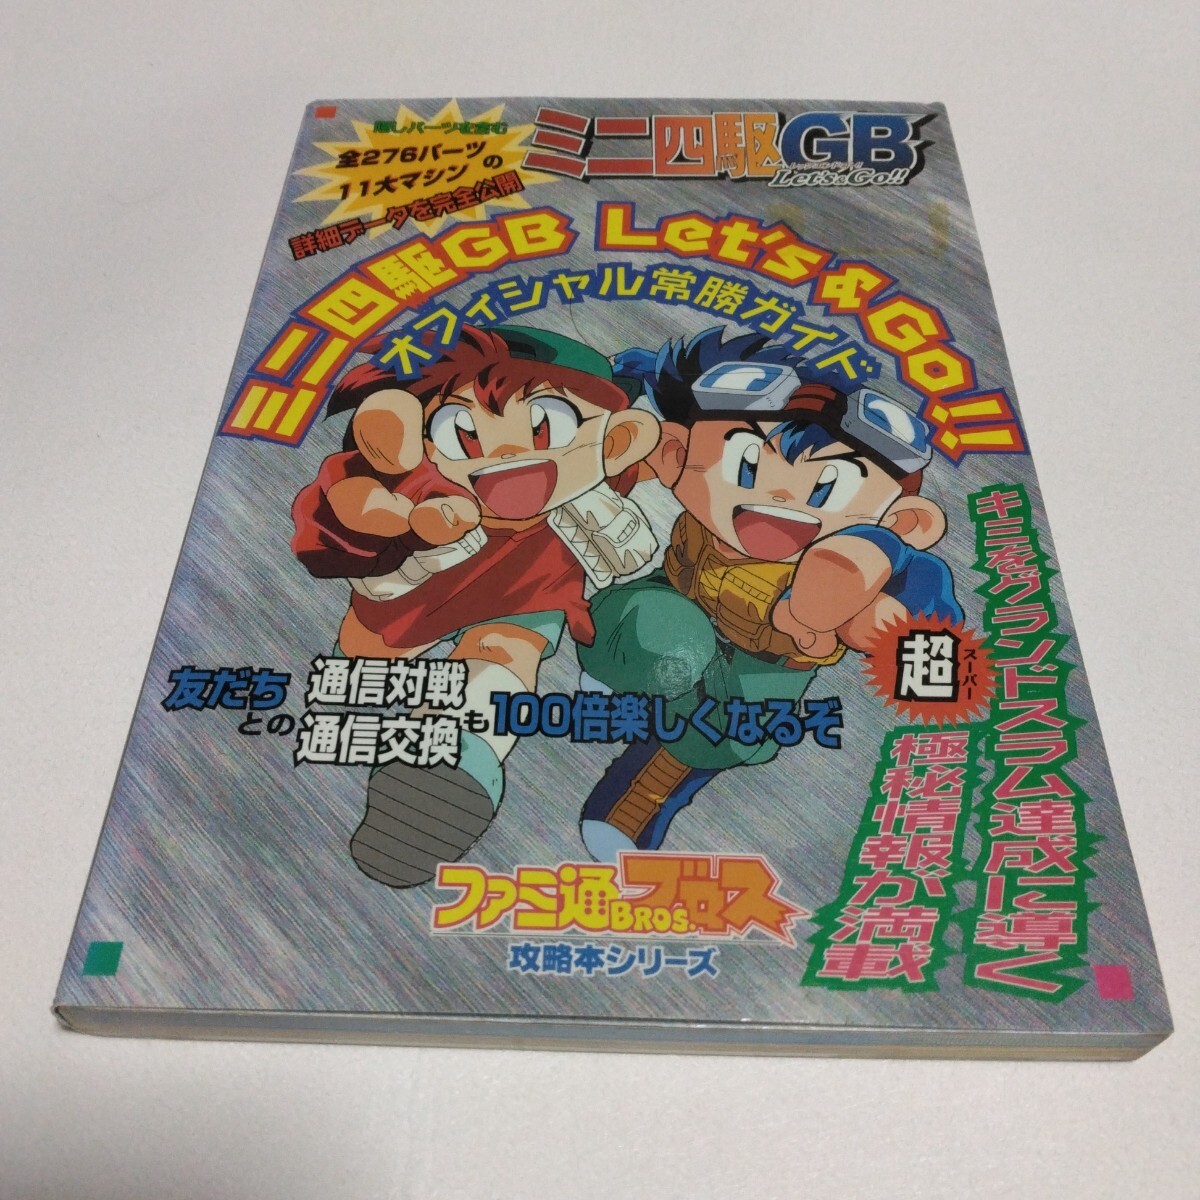 隠しパーツを含む
全276パーツ
11大マシンの
詳細データを完全公開
ミニ四駆GB
レッツ&ゴー!!
Let's&Go!!
ミニ四駆GB Let's&Go!!
オフィシャル常勝ガイド
キミをグランドスラム達成に導く
超
スーパー
極秘情報が満載
友だちとの
通信対戦
通信交換
も100倍楽しくなるぞ
ファミ通ブロス
BROS.
攻略本シリーズ